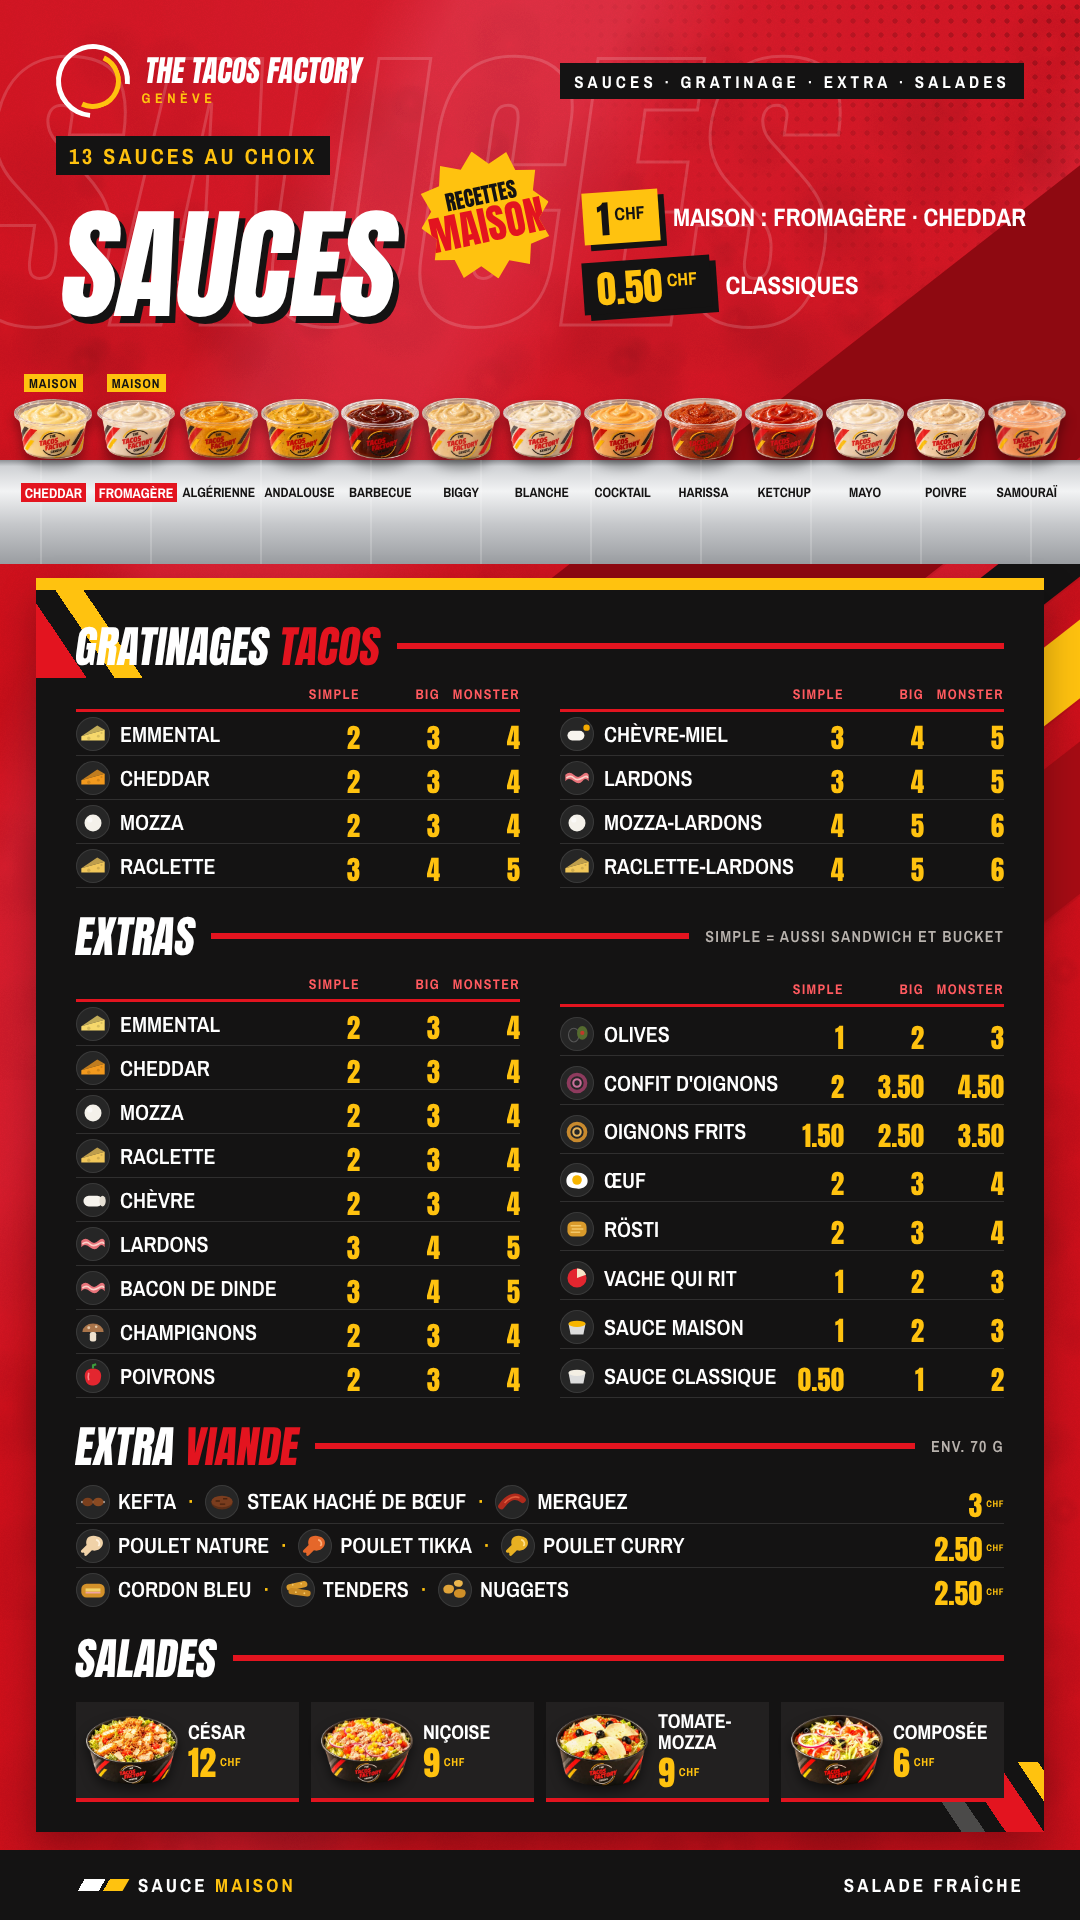 THE TACOS FACTORY
GENÈVE
SAUCES · GRATINAGE · EXTRA · SALADES
13 SAUCES AU CHOIX
SAUCES
RECETTES
MAISON
1 CHF MAISON : FROMAGÈRE · CHEDDAR
0.50 CHF CLASSIQUES
MAISON MAISON
CHEDDAR FROMAGÈRE ALGÉRIENNE ANDALOUSE BARBECUE BIGGY BLANCHE COCKTAIL HARISSA KETCHUP MAYO POIVRE SAMOURAÏ
GRATINAGES TACOS
SIMPLE BIG MONSTER
EMMENTAL 2 3 4
CHEDDAR 2 3 4
MOZZA 2 3 4
RACLETTE 3 4 5
SIMPLE BIG MONSTER
CHÈVRE-MIEL 3 4 5
LARDONS 3 4 5
MOZZA-LARDONS 4 5 6
RACLETTE-LARDONS 4 5 6
EXTRAS
SIMPLE = AUSSI SANDWICH ET BUCKET
SIMPLE BIG MONSTER
EMMENTAL 2 3 4
CHEDDAR 2 3 4
MOZZA 2 3 4
RACLETTE 2 3 4
CHÈVRE 2 3 4
LARDONS 3 4 5
BACON DE DINDE 3 4 5
CHAMPIGNONS 2 3 4
POIVRONS 2 3 4
SIMPLE BIG MONSTER
OLIVES 1 2 3
CONFIT D'OIGNONS 2 3.50 4.50
OIGNONS FRITS 1.50 2.50 3.50
ŒUF 2 3 4
RÖSTI 2 3 4
VACHE QUI RIT 1 2 3
SAUCE MAISON 1 2 3
SAUCE CLASSIQUE 0.50 1 2
EXTRA VIANDE
ENV. 70 G
KEFTA · STEAK HACHÉ DE BŒUF · MERGUEZ 3 CHF
POULET NATURE · POULET TIKKA · POULET CURRY 2.50 CHF
CORDON BLEU · TENDERS · NUGGETS 2.50 CHF
SALADES
CÉSAR
12 CHF
NIÇOISE
9 CHF
TOMATE-
MOZZA
9 CHF
COMPOSÉE
6 CHF
SAUCE MAISON
SALADE FRAÎCHE